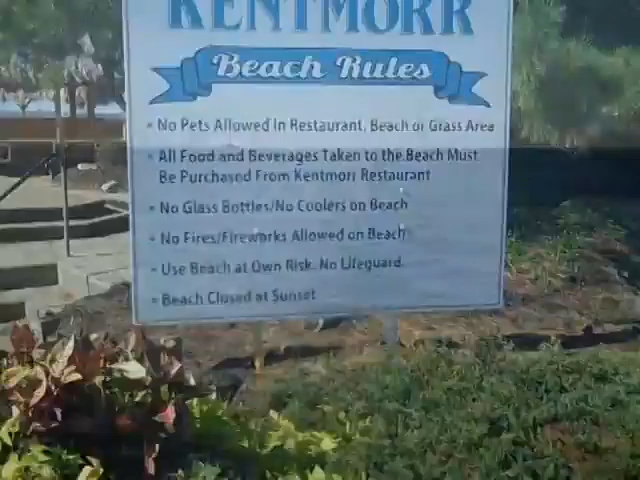 KENTMORR
Beach Rules
• No Pets Allowed In Restaurant, Beach or Grass Area
• All Food and Beverages Taken to the Beach Must
Be Purchased From Kentmorr Restaurant
• No Glass Bottles/No Coolers on Beach
• No Fires/Fireworks Allowed on Beach
• Use Beach at Own Risk. No Lifeguard.
• Beach Closed at Sunset